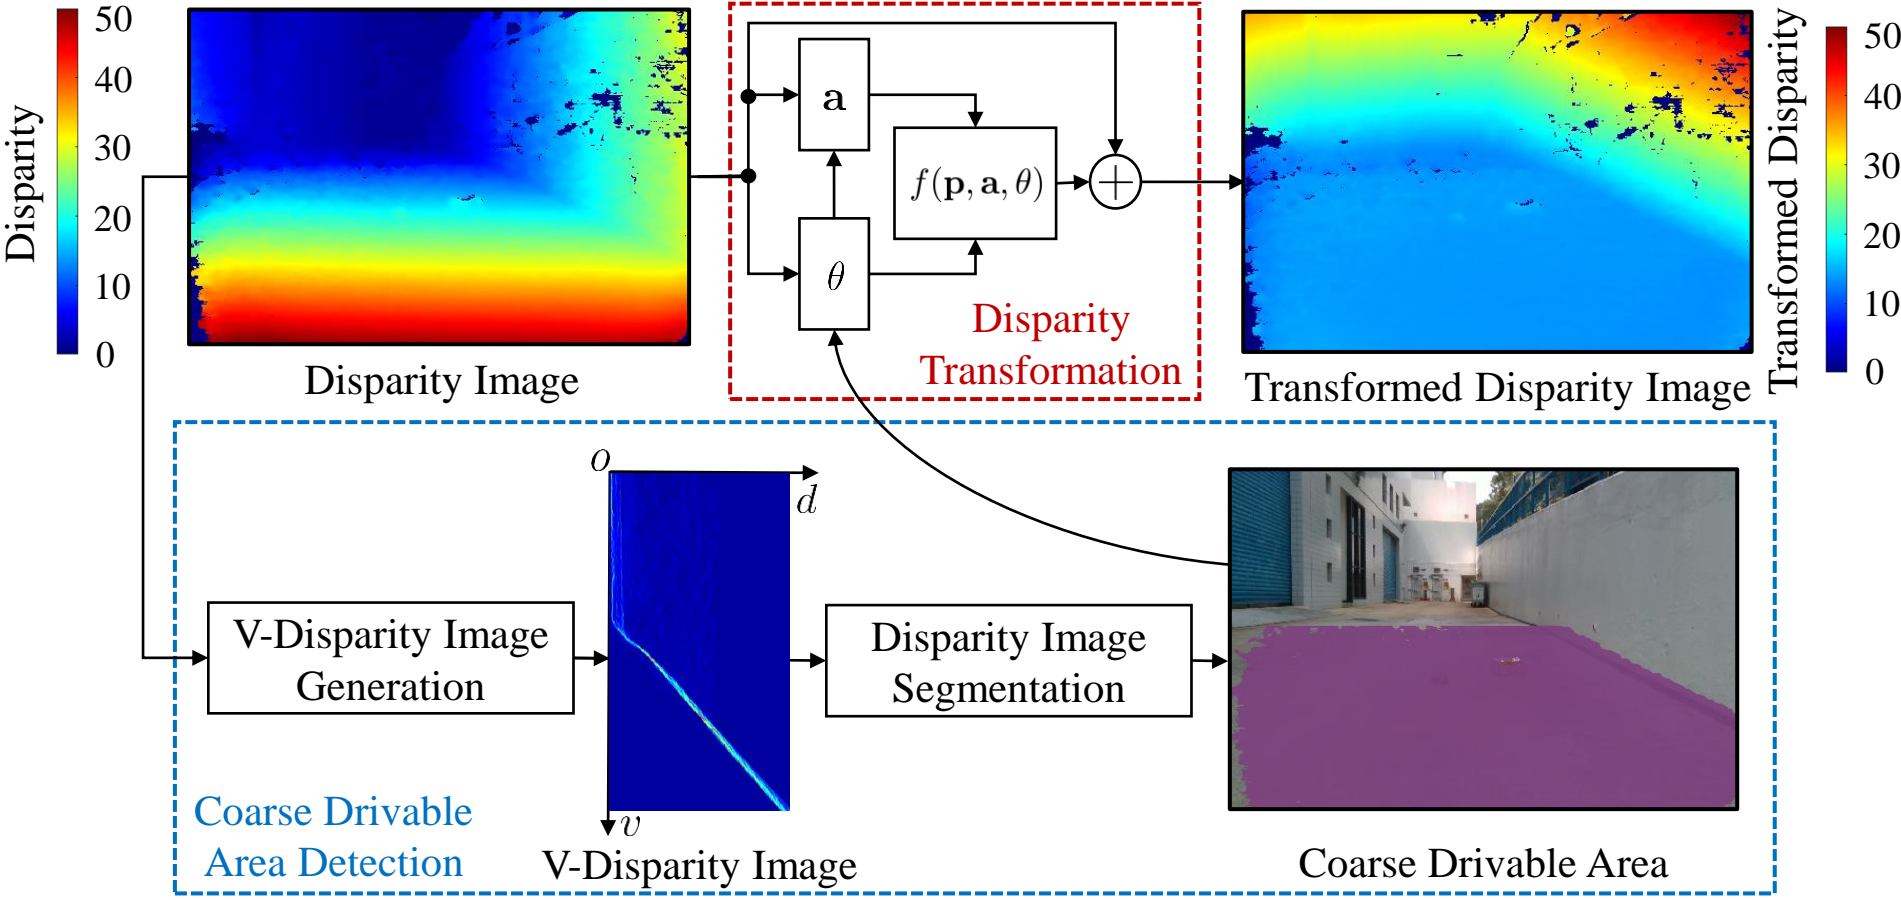 Disparity
50
40
30
20
10
0
Disparity Image
a
θ
f(p, a, θ)
+
Disparity
Transformation
Transformed Disparity Image
Transformed Disparity
50
40
30
20
10
0
o
d
v
V-Disparity Image
Generation
V-Disparity Image
Disparity Image
Segmentation
Coarse Drivable Area
Coarse Drivable
Area Detection